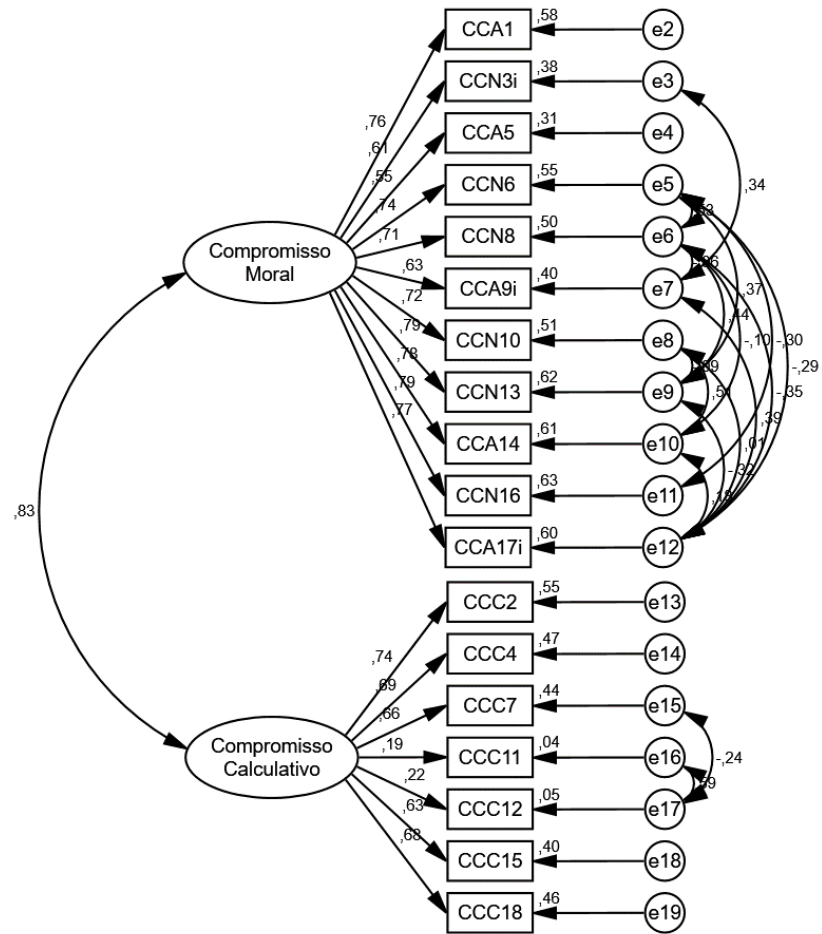 CCA1
,58
e2
CCN3i
,38
e3
CCA5
,31
e4
CCN6
,55
e5
CCN8
,50
e6
CCA9i
,40
e7
CCN10
,51
e8
CCN13
,62
e9
CCA14
,61
e10
CCN16
,63
e11
CCA17i
,60
e12
,76
,61
,55
,74
,71
,63
,72
,79
,78
,79
,77
Compromisso
Moral
,34
,37
,44
-,10
-,30
-,29
-,35
,51
,39
,01
-,32
,83
CCC2
,55
e13
CCC4
,47
e14
CCC7
,44
e15
CCC11
,04
e16
CCC12
,05
e17
CCC15
,40
e18
CCC18
,46
e19
,74
,69
,66
,19
,22
,63
,68
Compromisso
Calculativo
-,24